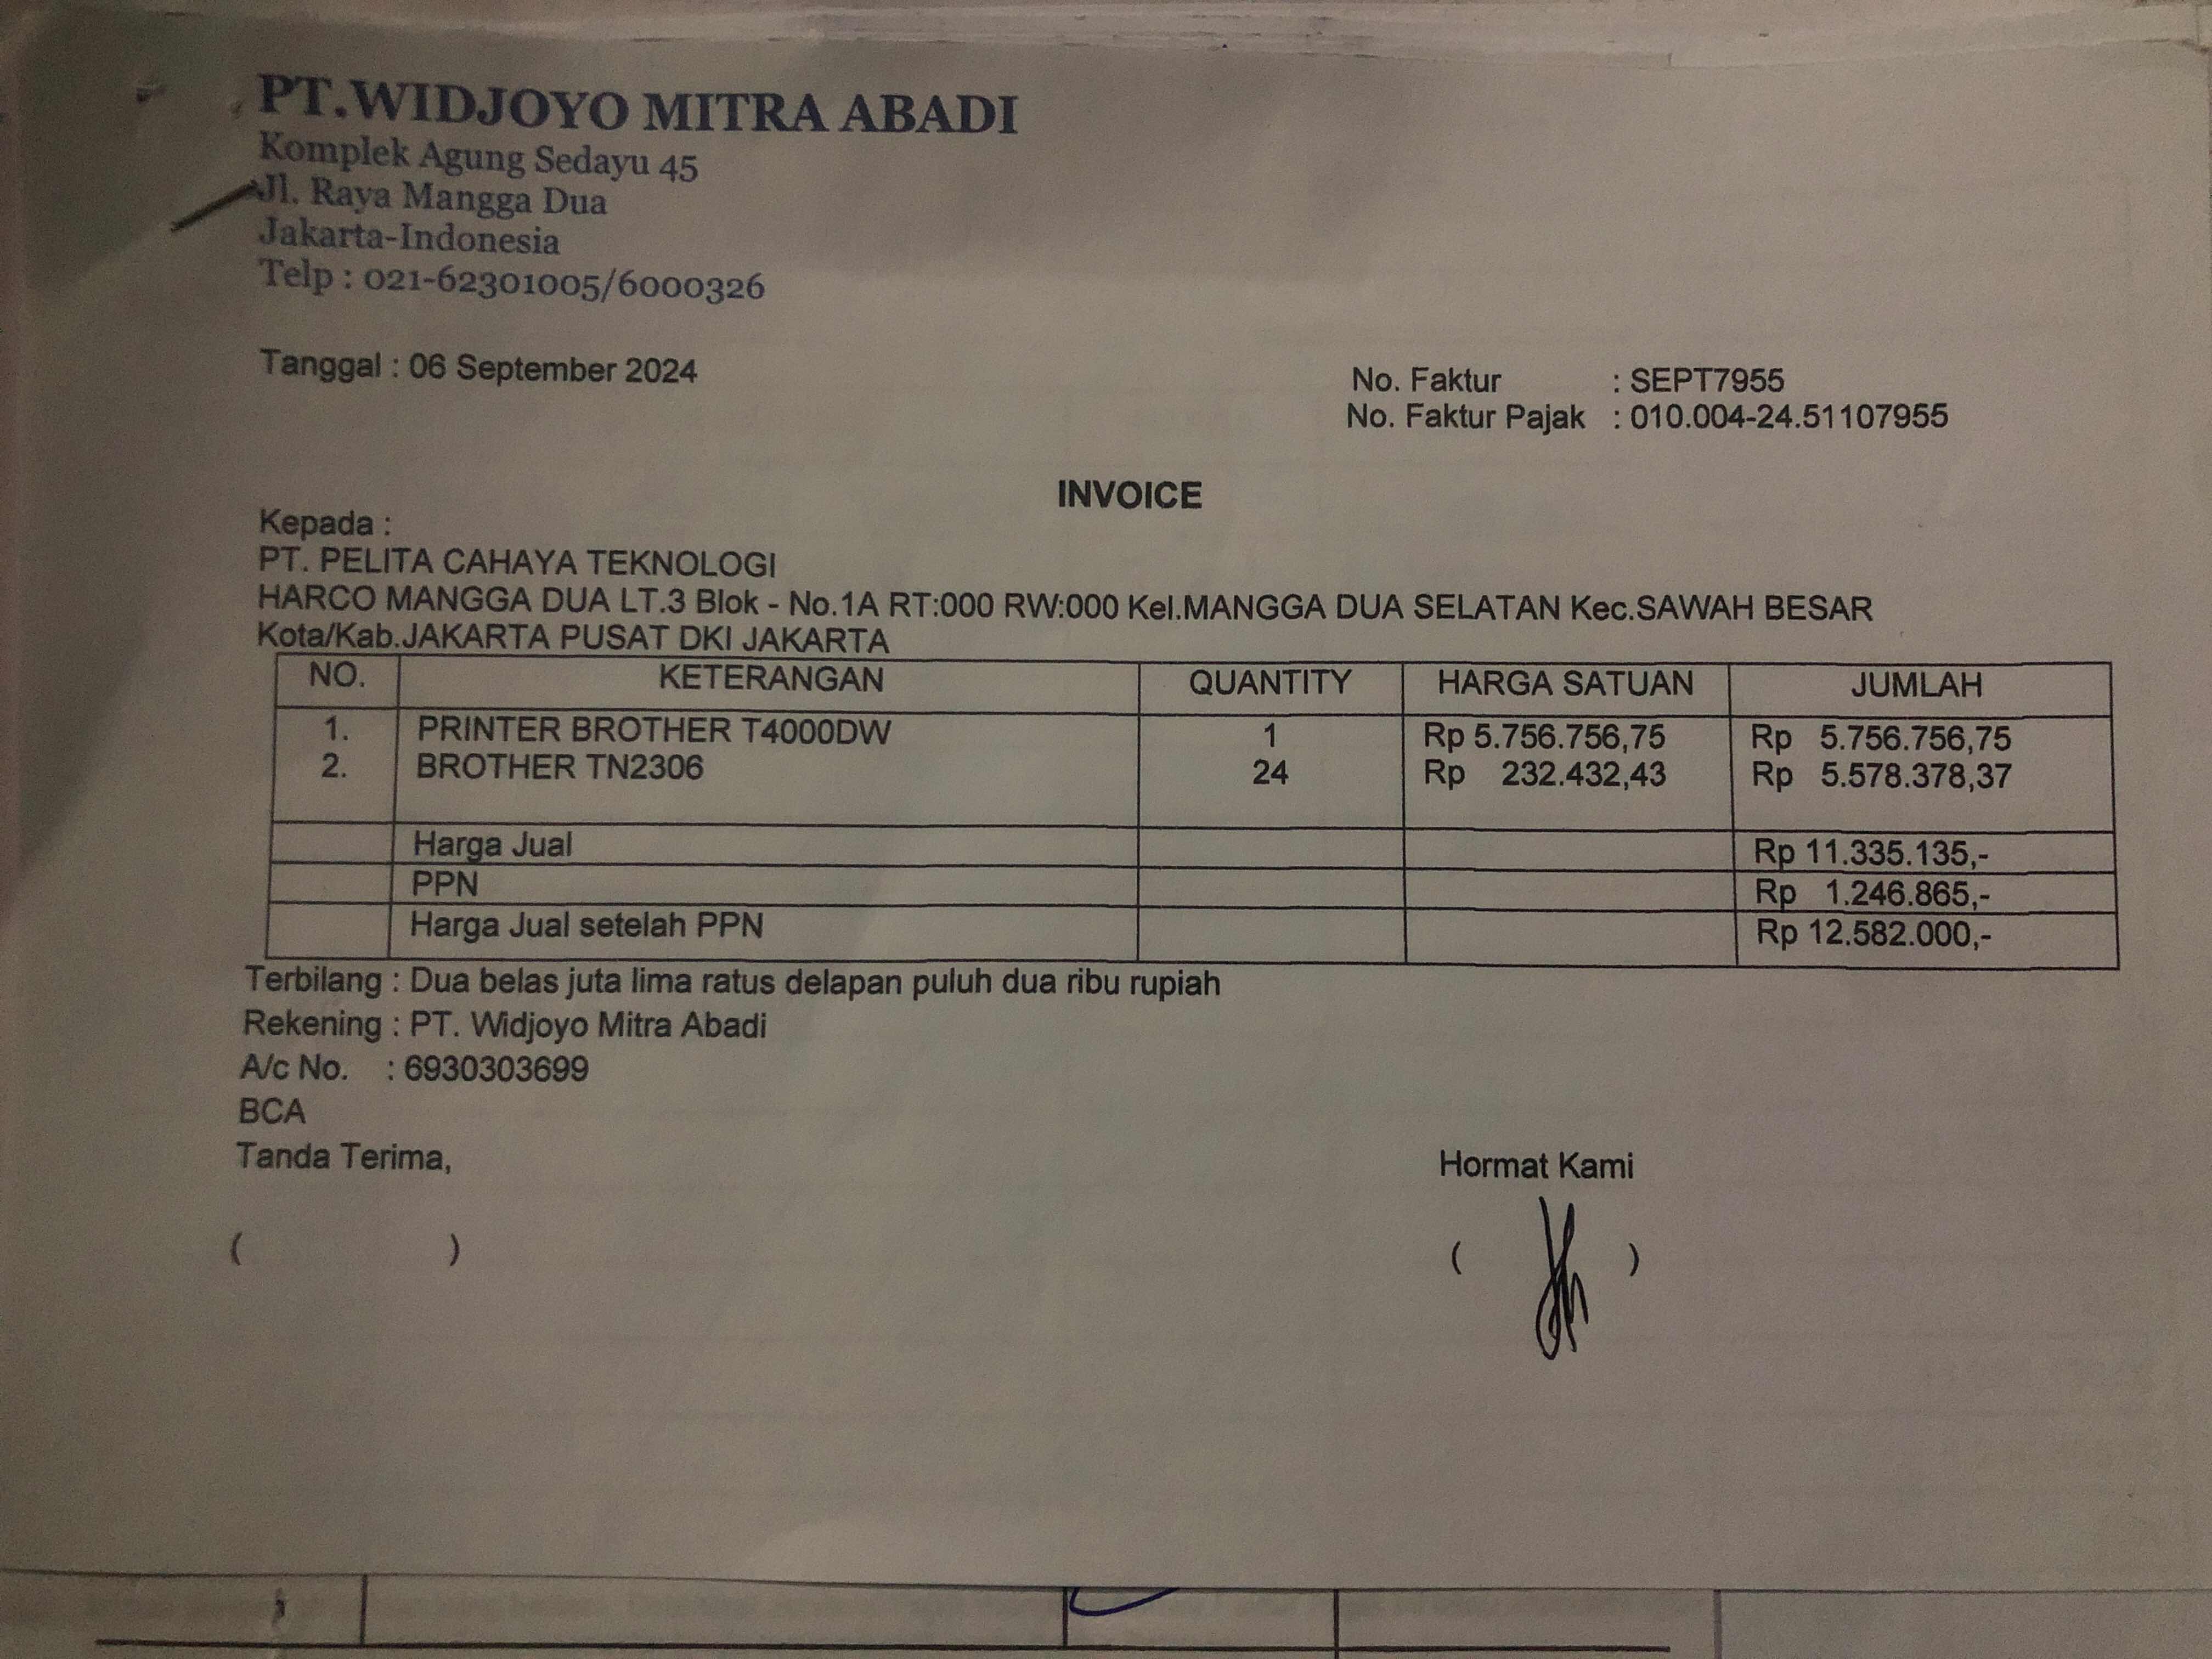 PT.WIDJOYO MITRA ABADI
Komplek Agung Sedayu 45
Jl. Raya Mangga Dua
Jakarta-Indonesia
Telp : 021-62301005/6000326
Tanggal : 06 September 2024
No. Faktur : SEPT7955
No. Faktur Pajak : 010.004-24.51107955
INVOICE
Kepada :
PT. PELITA CAHAYA TEKNOLOGI
HARCO MANGGA DUA LT.3 Blok - No.1A RT:000 RW:000 Kel.MANGGA DUA SELATAN Kec.SAWAH BESAR
Kota/Kab.JAKARTA PUSAT DKI JAKARTA
NO. KETERANGAN QUANTITY HARGA SATUAN JUMLAH
1. PRINTER BROTHER T4000DW 1 Rp 5.756.756,75 Rp 5.756.756,75
2. BROTHER TN2306 24 Rp 232.432,43 Rp 5.578.378,37
Harga Jual Rp 11.335.135,-
PPN Rp 1.246.865,-
Harga Jual setelah PPN Rp 12.582.000,-
Terbilang : Dua belas juta lima ratus delapan puluh dua ribu rupiah
Rekening : PT. Widjoyo Mitra Abadi
A/c No. : 6930303699
BCA
Tanda Terima,
Hormat Kami
( )
( )